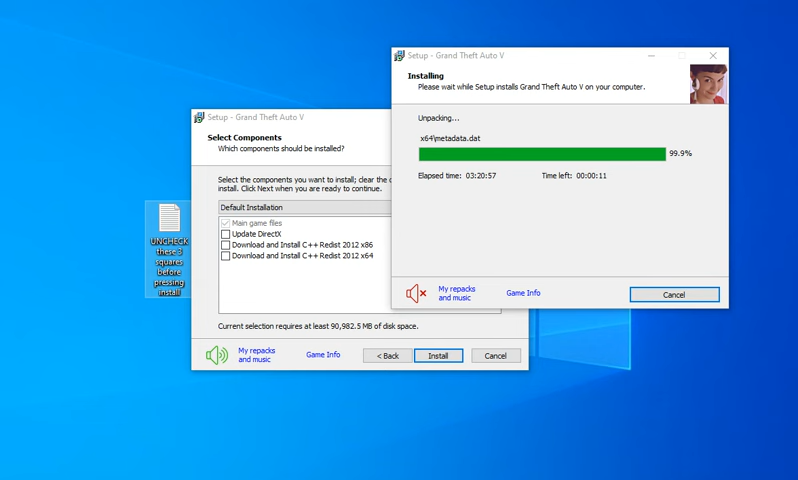 UNCHECK
these 3
squares
before
pressing
install
Setup - Grand Theft Auto V
Select Components
Which components should be installed?
Select the components you want to install; clear the
install. Click Next when you are ready to continue.
Default Installation
Main game files
Update DirectX
Download and Install C++ Redist 2012 x86
Download and Install C++ Redist 2012 x64
Current selection requires at least 90,982.5 MB of disk space.
My repacks
and music
Game Info
< Back
Install
Cancel
Setup - Grand Theft Auto V
Installing
Please wait while Setup installs Grand Theft Auto V on your computer.
Unpacking...
x64\metadata.dat
99.9%
Elapsed time: 03:20:57
Time left: 00:00:11
My repacks
and music
Game Info
Cancel